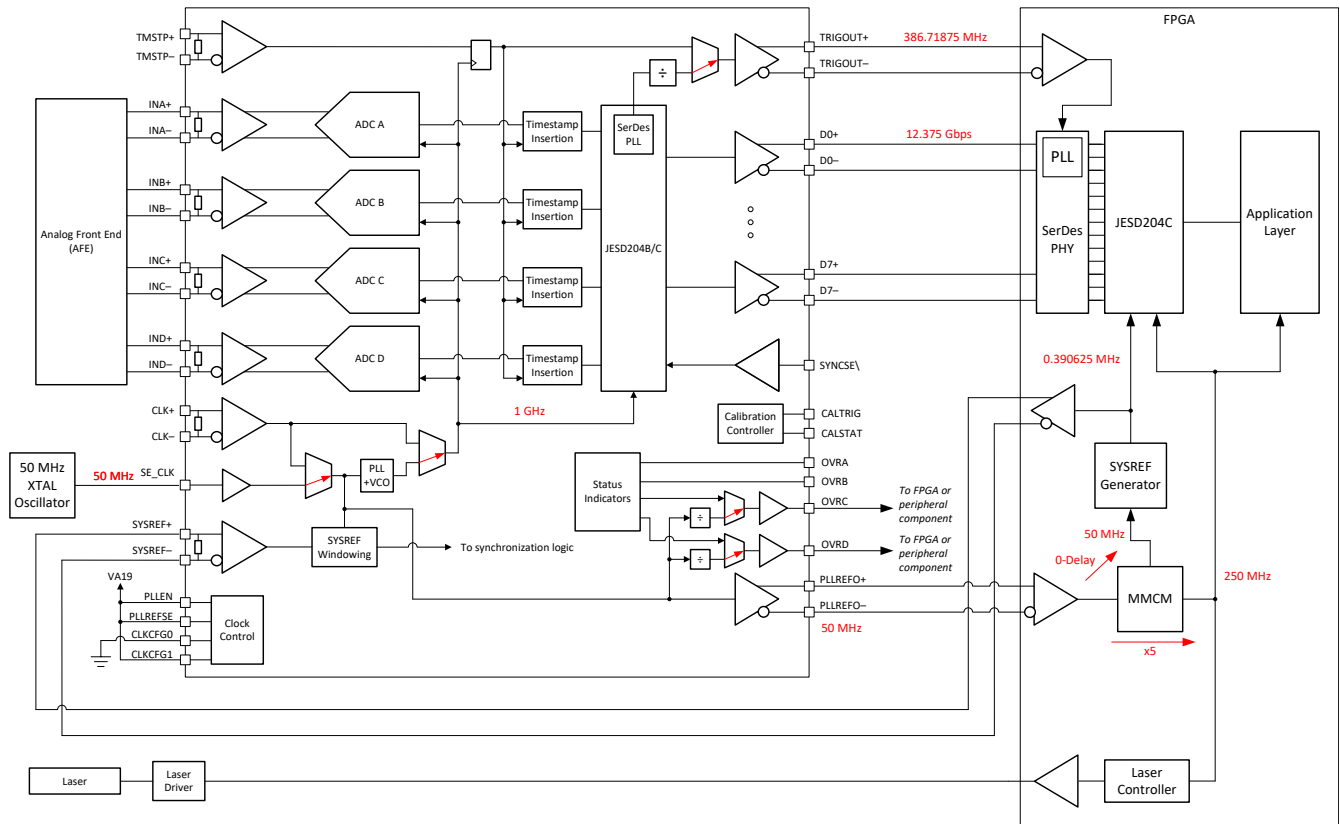 FPGA
TMSTP+
TMSTP–
TRIGOUT+
TRIGOUT–
386.71875 MHz
÷
Analog Front End
(AFE)
INA+
INA–
ADC A
Timestamp
Insertion
SerDes
PLL
D0+
D0–
12.375 Gbps
PLL
SerDes
PHY
JESD204C
Application
Layer
INB+
INB–
ADC B
Timestamp
Insertion
JESD204B/C
INC+
INC–
ADC C
Timestamp
Insertion
D7+
D7–
IND+
IND–
ADC D
Timestamp
Insertion
SYNCSE\
0.390625 MHz
CLK+
CLK–
1 GHz
Calibration
Controller
CALTRIG
CALSTAT
50 MHz
XTAL
Oscillator
50 MHz
SE_CLK
PLL
+VCO
Status
Indicators
OVRA
OVRB
OVRC
OVRD
÷
÷
To FPGA or
peripheral
component
To FPGA or
peripheral
component
SYSREF
Generator
SYSREF+
SYSREF–
SYSREF
Windowing
To synchronization logic
50 MHz
0-Delay
MMCM
x5
250 MHz
PLLREFO+
PLLREFO–
50 MHz
VA19
PLLEN
PLLREFSE
CLKCFG0
CLKCFG1
Clock
Control
Laser
Laser
Driver
Laser
Controller